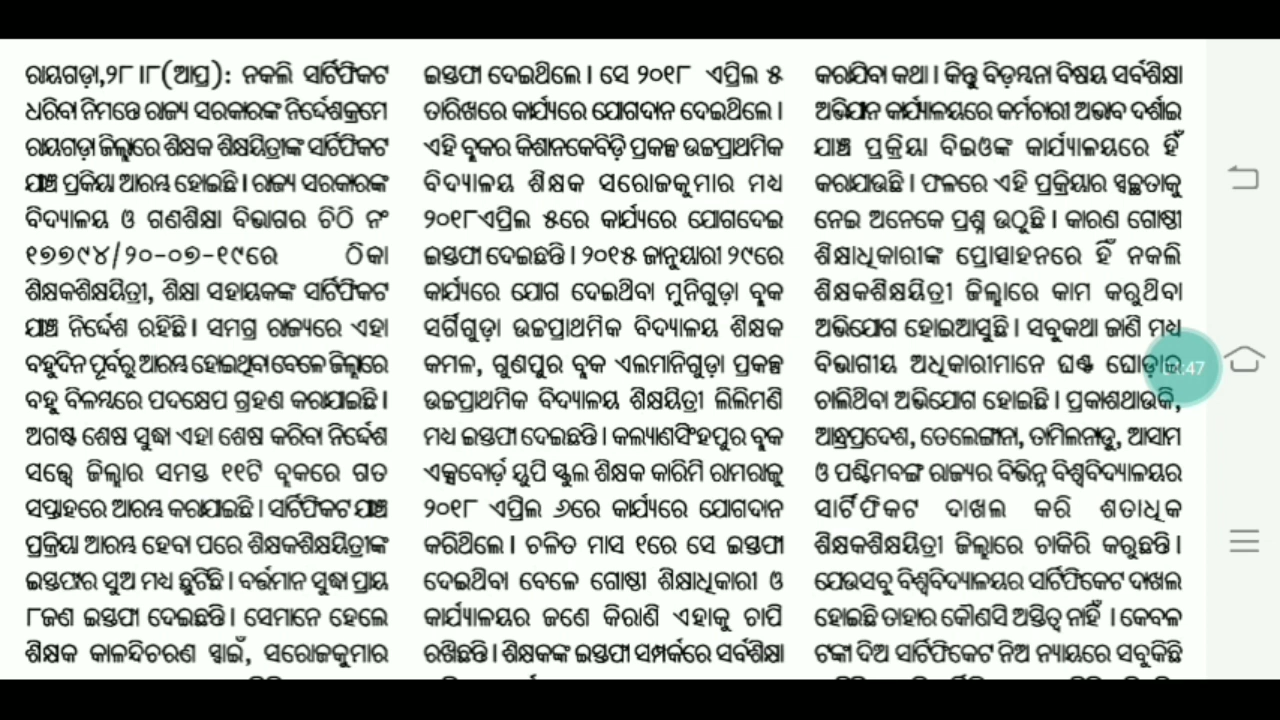 ରାୟଗଡ଼ା,୨୮।୮(ଆପ୍ର): ନକଲି ସାର୍ଟିଫିକଟ
ଧରିବା ନିମନ୍ତେ ରାଜ୍ୟ ସରକାରଙ୍କ ନିର୍ଦ୍ଦେଶକ୍ରମେ
ରାୟଗଡ଼ା ଜିଲ୍ଲାରେ ଶିକ୍ଷକ ଶିକ୍ଷୟିତ୍ରୀଙ୍କ ସାର୍ଟିଫିକଟ
ଯାଞ୍ଚ ପ୍ରକିୟା ଆରମ୍ଭ ହୋଇଛି । ରାଜ୍ୟ ସରକାରଙ୍କ
ବିଦ୍ୟାଳୟ ଓ ଗଣଶିକ୍ଷା ବିଭାଗର ଚିଠି ନଂ
୧୭୭୯୪/୨୦-୦୭-୧୯ରେ ଠିକା
ଶିକ୍ଷକଶିକ୍ଷୟିତ୍ରୀ, ଶିକ୍ଷା ସହାୟକଙ୍କ ସାର୍ଟିଫିକଟ
ଯାଞ୍ଚ ନିର୍ଦ୍ଦେଶ ରହିଛି । ସମଗ୍ର ରାଜ୍ୟରେ ଏହା
ବହୁଦିନ ପୂର୍ବରୁ ଆରମ୍ଭ ହୋଇଥିବା ବେଳେ ଜିଲ୍ଲାରେ
ବହୁ ବିଳମ୍ବରେ ପଦକ୍ଷେପ ଗ୍ରହଣ କରାଯାଇଛି ।
ଅଗଷ୍ଟ ଶେଷ ସୁଦ୍ଧା ଏହା ଶେଷ କରିବା ନିର୍ଦ୍ଦେଶ
ସତ୍ତ୍ୱେ ଜିଲ୍ଲାର ସମସ୍ତ ୧୧ଟି ବ୍ଲକରେ ଗତ
ସପ୍ତାହରେ ଆରମ୍ଭ କରାଯାଇଛି । ସାର୍ଟିଫିକଟ ଯାଞ୍ଚ
ପ୍ରକ୍ରିୟା ଆରମ୍ଭ ହେବା ପରେ ଶିକ୍ଷକଶିକ୍ଷୟିତ୍ରୀଙ୍କ
ଇସ୍ତଫାର ସୁଅ ମଧ୍ୟ ଛୁଟିଛି । ବର୍ତ୍ତମାନ ସୁଦ୍ଧା ପ୍ରାୟ
୮ଜଣ ଇସ୍ତଫା ଦେଇଛନ୍ତି । ସେମାନେ ହେଲେ
ଶିକ୍ଷକ କାଳନ୍ଦିଚରଣ ସ୍ୱାଇଁ, ସରୋଜକୁମାର
ଇସ୍ତଫା ଦେଇଥିଲେ । ସେ ୨୦୧୮ ଏପ୍ରିଲ ୫
ତାରିଖରେ କାର୍ଯ୍ୟରେ ଯୋଗଦାନ ଦେଇଥିଲେ ।
ଏହି ବ୍ଲକର କିଶାନକେବିଡ଼ି ପ୍ରକଳ୍ପ ଉଚ୍ଚପ୍ରାଥମିକ
ବିଦ୍ୟାଳୟ ଶିକ୍ଷକ ସରୋଜକୁମାର ମଧ୍ୟ
୨୦୧୮ଏପ୍ରିଲ ୫ରେ କାର୍ଯ୍ୟରେ ଯୋଗଦେଇ
ଇସ୍ତଫା ଦେଇଛନ୍ତି । ୨୦୧୫ ଜାନୁୟାରୀ ୨୯ରେ
କାର୍ଯ୍ୟରେ ଯୋଗ ଦେଇଥିବା ମୁନିଗୁଡ଼ା ବ୍ଲକ
ସର୍ଗିଗୁଡ଼ା ଉଚ୍ଚପ୍ରାଥମିକ ବିଦ୍ୟାଳୟ ଶିକ୍ଷକ
କମଳ, ଗୁଣପୁର ବ୍ଲକ ଏଲମାନିଗୁଡ଼ା ପ୍ରକଳ୍ପ
ଉଚ୍ଚପ୍ରାଥମିକ ବିଦ୍ୟାଳୟ ଶିକ୍ଷୟିତ୍ରୀ ଲିଲିମଣି
ମଧ୍ୟ ଇସ୍ତଫା ଦେଇଛନ୍ତି । କଲ୍ୟାଣସିଂହପୁର ବ୍ଲକ
ଏକ୍ସବୋର୍ଡ଼ ୟୁପି ସ୍କୁଲ ଶିକ୍ଷକ କାରିମି ରାମରାଜୁ
୨୦୧୮ ଏପ୍ରିଲ ୬ରେ କାର୍ଯ୍ୟରେ ଯୋଗଦାନ
କରିଥିଲେ । ଚଳିତ ମାସ ୧ରେ ସେ ଇସ୍ତଫା
ଦେଇଥିବା ବେଳେ ଗୋଷ୍ଠୀ ଶିକ୍ଷାଧିକାରୀ ଓ
କାର୍ଯ୍ୟାଳୟର ଜଣେ କିରାଣି ଏହାକୁ ଚାପି
ରଖିଛନ୍ତି । ଶିକ୍ଷକଙ୍କ ଇସ୍ତଫା ସମ୍ପର୍କରେ ସର୍ବଶିକ୍ଷା
କରାଯିବା କଥା । କିନ୍ତୁ ବିଡ଼ମ୍ବନା ବିଷୟ ସର୍ବଶିକ୍ଷା
ଅଭିଯାନ କାର୍ଯ୍ୟାଳୟରେ କର୍ମଚାରୀ ଅଭାବ ଦର୍ଶାଇ
ଯାଞ୍ଚ ପ୍ରକ୍ରିୟା ବିଇଓଙ୍କ କାର୍ଯ୍ୟାଳୟରେ ହିଁ
କରାଯାଉଛି । ଫଳରେ ଏହି ପ୍ରକ୍ରିୟାର ସ୍ୱଚ୍ଛତାକୁ
ନେଇ ଅନେକେ ପ୍ରଶ୍ନ ଉଠୁଛି । କାରଣ ଗୋଷ୍ଠୀ
ଶିକ୍ଷାଧିକାରୀଙ୍କ ପ୍ରୋତ୍ସାହନରେ ହିଁ ନକଲି
ଶିକ୍ଷକଶିକ୍ଷୟିତ୍ରୀ ଜିଲ୍ଲାରେ କାମ କରୁଥିବା
ଅଭିଯୋଗ ହୋଇଆସୁଛି । ସବୁକଥା ଜାଣି ମଧ୍ୟ
ବିଭାଗୀୟ ଅଧିକାରୀମାନେ ଘଣ୍ଟ ଘୋଡ଼ାଇ
ଚାଲିଥିବା ଅଭିଯୋଗ ହୋଇଛି । ପ୍ରକାଶଥାଉକି,
ଆନ୍ଧ୍ରପ୍ରଦେଶ, ତେଲେଙ୍ଗାନା, ତାମିଲନାଡୁ, ଆସାମ
ଓ ପଶ୍ଚିମବଙ୍ଗ ରାଜ୍ୟର ବିଭିନ୍ନ ବିଶ୍ୱବିଦ୍ୟାଳୟର
ସାର୍ଟିଫିକଟ ଦାଖଲ କରି ଶତାଧିକ
ଶିକ୍ଷକଶିକ୍ଷୟିତ୍ରୀ ଜିଲ୍ଲାରେ ଚାକିରି କରୁଛନ୍ତି ।
ଯେଉସବୁ ବିଶ୍ୱବିଦ୍ୟାଳୟର ସାର୍ଟିଫିକେଟ ଦାଖଲ
ହୋଇଛି ତାହାର କୌଣସି ଅସ୍ତିତ୍ୱ ନାହିଁ । କେବଳ
ଟଙ୍କା ଦିଅ ସାର୍ଟିଫିକେଟ ନିଅ ନ୍ୟାୟରେ ସବୁକିଛି